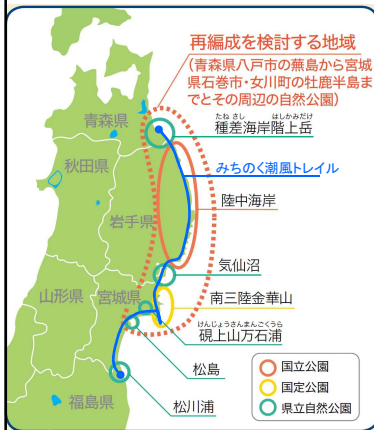 再編成を検討する地域
(青森県八戸市の蕪島から宮城
県石巻市・女川町の牡鹿半島ま
でとその周辺の自然公園)
青森県
たね さし
はしかみだけ
種差海岸階上岳
みちのく潮風トレイル
秋田県
陸中海岸
岩手県
気仙沼
山形県
宮城県
南三陸金華山
けんじょうさんまんごくうら
硯上山万石浦
松島
国立公園
国定公園
県立自然公園
松川浦
福島県